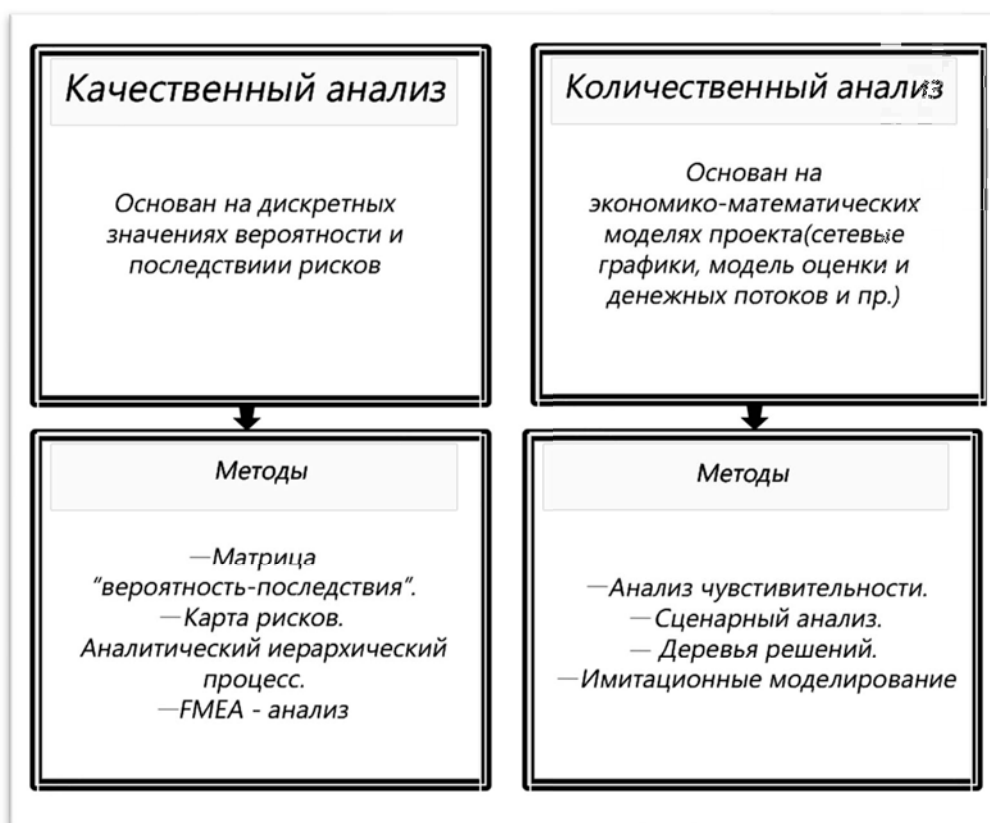 Качественный анализ
Основан на дискретных
значениях вероятности и
последствиии рисков
Методы
—Матрица
“вероятность-последствия”.
—Карта рисков.
Аналитический иерархический
процесс.
—FMEA - анализ
Количественный анализ
Основан на
экономико-математических
моделях проекта(сетевые
графики, модель оценки и
денежных потоков и пр.)
Методы
—Анализ чувстивительности.
—Сценарный анализ.
— Деревья решений.
—Имитационные моделирование